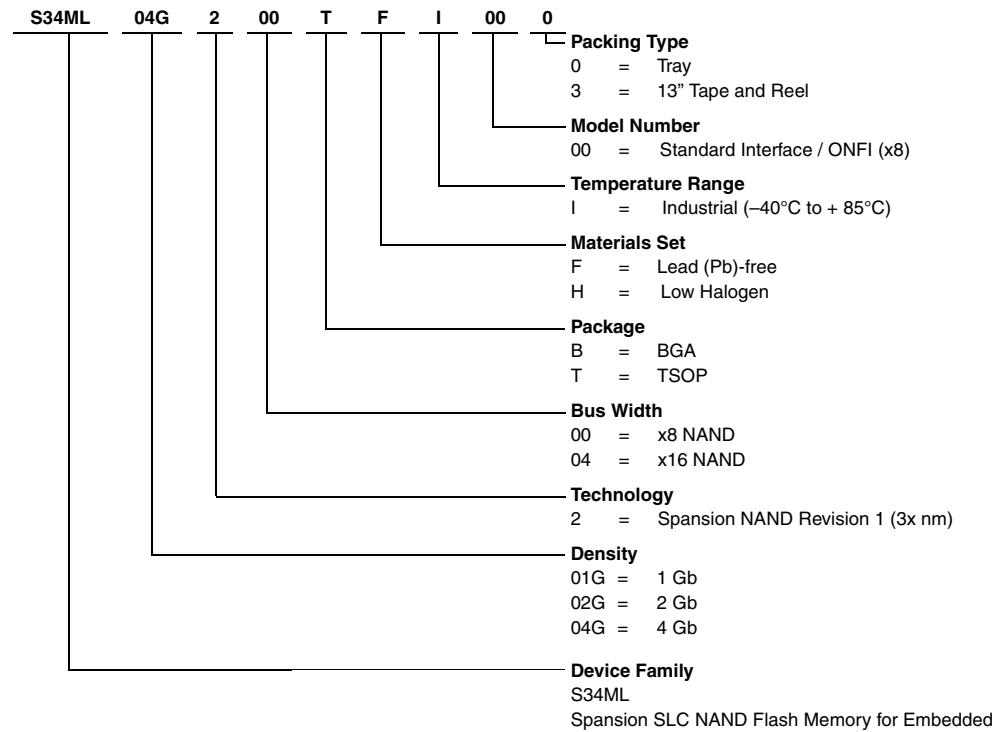 S34ML 04G 2 00 T F I 00 0
Packing Type
0 = Tray
3 = 13” Tape and Reel
Model Number
00 = Standard Interface / ONFI (x8)
Temperature Range
I = Industrial (–40°C to + 85°C)
Materials Set
F = Lead (Pb)-free
H = Low Halogen
Package
B = BGA
T = TSOP
Bus Width
00 = x8 NAND
04 = x16 NAND
Technology
2 = Spansion NAND Revision 1 (3x nm)
Density
01G = 1 Gb
02G = 2 Gb
04G = 4 Gb
Device Family
S34ML
Spansion SLC NAND Flash Memory for Embedded